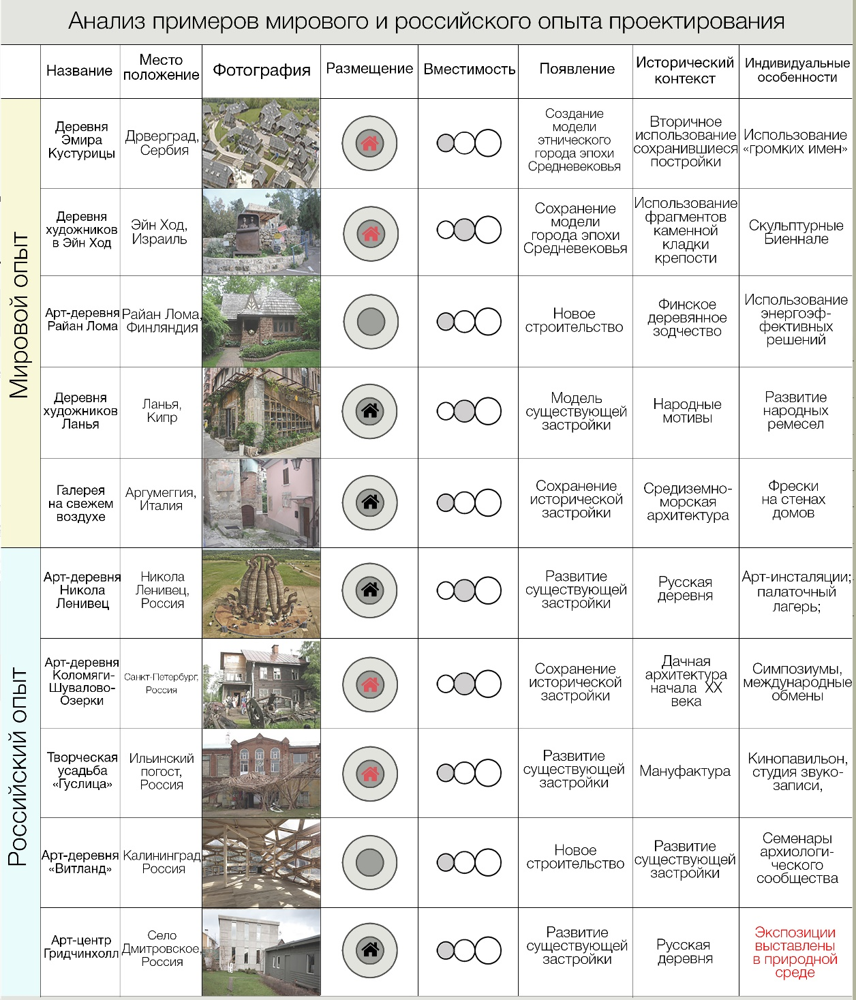 Анализ примеров мирового и российского опыта проектирования
Название
Место
положение
Фотография
Размещение
Вместимость
Появление
Исторический
контекст
Индивидуальные
особенности
Мировой опыт
Деревня
Эмира
Кустурицы
Дрверград,
Сербия
Создание
модели
этнического
города эпохи
Средневековья
Вторичное
использование
сохранившиеся
постройки
Использование
«громких имен»
Деревня
художников
в Эйн Ход
Эйн Ход,
Израиль
Сохранение
модели
города эпохи
Средневековья
Использование
фрагментов
каменной
кладки
крепости
Скульптурные
Биеннале
Арт-деревня
Райан Лома
Райан Лома,
Финляндия
Новое
строительство
Финское
деревянное
зодчество
Использование
энергоэф-
фективных
решений
Деревня
художников
Ланья
Ланья,
Кипр
Модель
существующей
застройки
Народные
мотивы
Развитие
народных
ремесел
Галерея
на свежем
воздухе
Аргумеггия,
Италия
Сохранение
исторической
застройки
Средиземно-
морская
архитектура
Фрески
на стенах
домов
Российский опыт
Арт-деревня
Никола
Ленивец
Никола
Ленивец,
Россия
Развитие
существующей
застройки
Русская
деревня
Арт-инсталяции;
палаточный
лагерь;
Арт-деревня
Коломяги-
Шувалово-
Озерки
Санкт-Петербург,
Россия
Сохранение
исторической
застройки
Дачная
архитектура
начала XX
века
Симпозиумы,
международные
обмены
Творческая
усадьба
«Гуслица»
Ильинский
погост,
Россия
Развитие
существующей
застройки
Мануфактура
Кинопавильон,
студия звуко-
записи,
Арт-деревня
«Витланд»
Калининград,
Россия
Новое
строительство
Развитие
существующей
застройки
Семенары
архиологи-
ческого
сообщества
Арт-центр
Гридчинхолл
Село
Дмитровское,
Россия
Развитие
существующей
застройки
Русская
деревня
Экспозиции
выставлены
в природной
среде